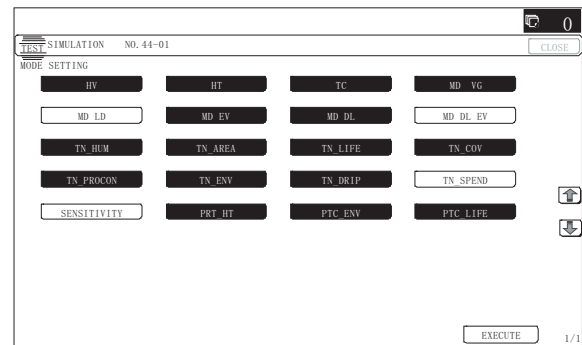 0
TEST SIMULATION NO. 44-01 CLOSE
MODE SETTING
HV HT TC MD VG
MD LD MD EV MD DL MD DL EV
TN_HUM TN_AREA TN_LIFE TN_COV
TN_PROCON TN_ENV TN_DRIP TN_SPEND
SENSITIVITY PRT_HT PTC_ENV PTC_LIFE
EXECUTE 1/1